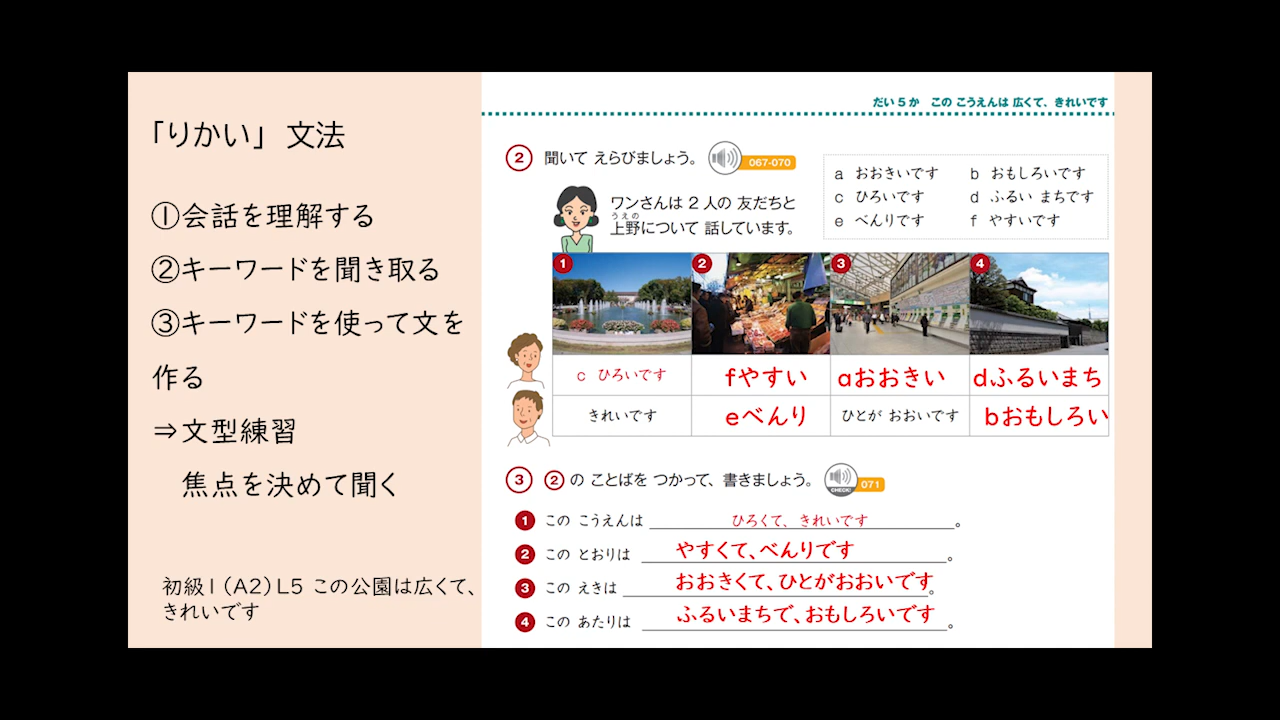 「りかい」 文法
①会話を理解する
②キーワードを聞き取る
③キーワードを使って文を
作る
⇒文型練習
焦点を決めて聞く
初級1(A2)L5 この公園は広くて、
きれいです
だい5か この こうえんは 広くて、きれいです
2 聞いて えらびましょう。 067-070
ワンさんは 2人の 友だちと
うえの
上野について 話しています。
a おおきいです b おもしろいです
c ひろいです d ふるい まちです
e べんりです f やすいです
1 2 3 4
c ひろいです fやすい aおおきい dふるいまち
きれいです eべんり ひとが おおいです bおもしろい
3 2の ことばを つかって、書きましょう。 CHECK! 071
1 この こうえんは ひろくて、きれいです。
2 この とおりは やすくて、べんりです。
3 この えきは おおきくて、ひとがおおいです。
4 この あたりは ふるいまちで、おもしろいです。